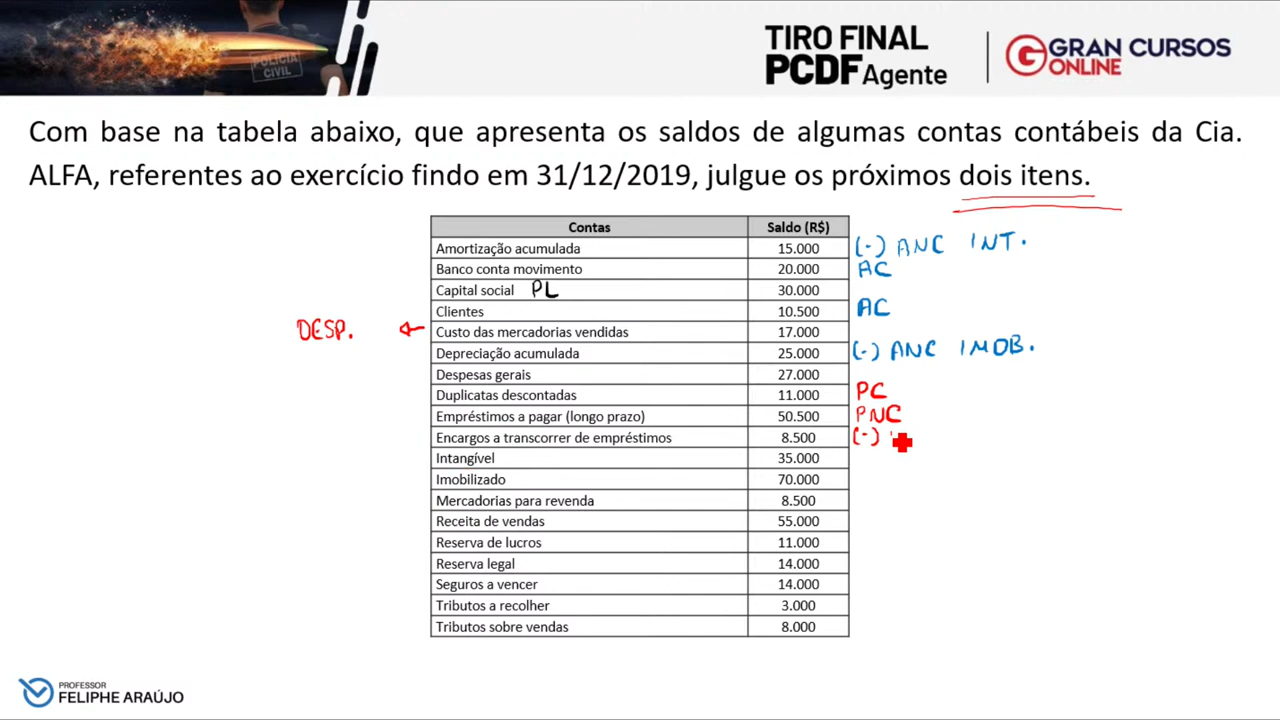 POLÍCIA
CIVIL
TIRO FINAL
PCDF Agente
GRAN CURSOS
ONLINE
Com base na tabela abaixo, que apresenta os saldos de algumas contas contábeis da Cia.
ALFA, referentes ao exercício findo em 31/12/2019, julgue os próximos dois itens.
Contas Saldo (R$)
Amortização acumulada 15.000 (-) ANC INT.
Banco conta movimento 20.000 AC
Capital social PL 30.000
Clientes 10.500 AC
DESP. ← Custo das mercadorias vendidas 17.000
Depreciação acumulada 25.000 (-) ANC IMOB.
Despesas gerais 27.000
Duplicatas descontadas 11.000 PC
Empréstimos a pagar (longo prazo) 50.500 PNC
Encargos a transcorrer de empréstimos 8.500 (-)
Intangível 35.000
Imobilizado 70.000
Mercadorias para revenda 8.500
Receita de vendas 55.000
Reserva de lucros 11.000
Reserva legal 14.000
Seguros a vencer 14.000
Tributos a recolher 3.000
Tributos sobre vendas 8.000
PROFESSOR
FELIPHE ARAÚJO